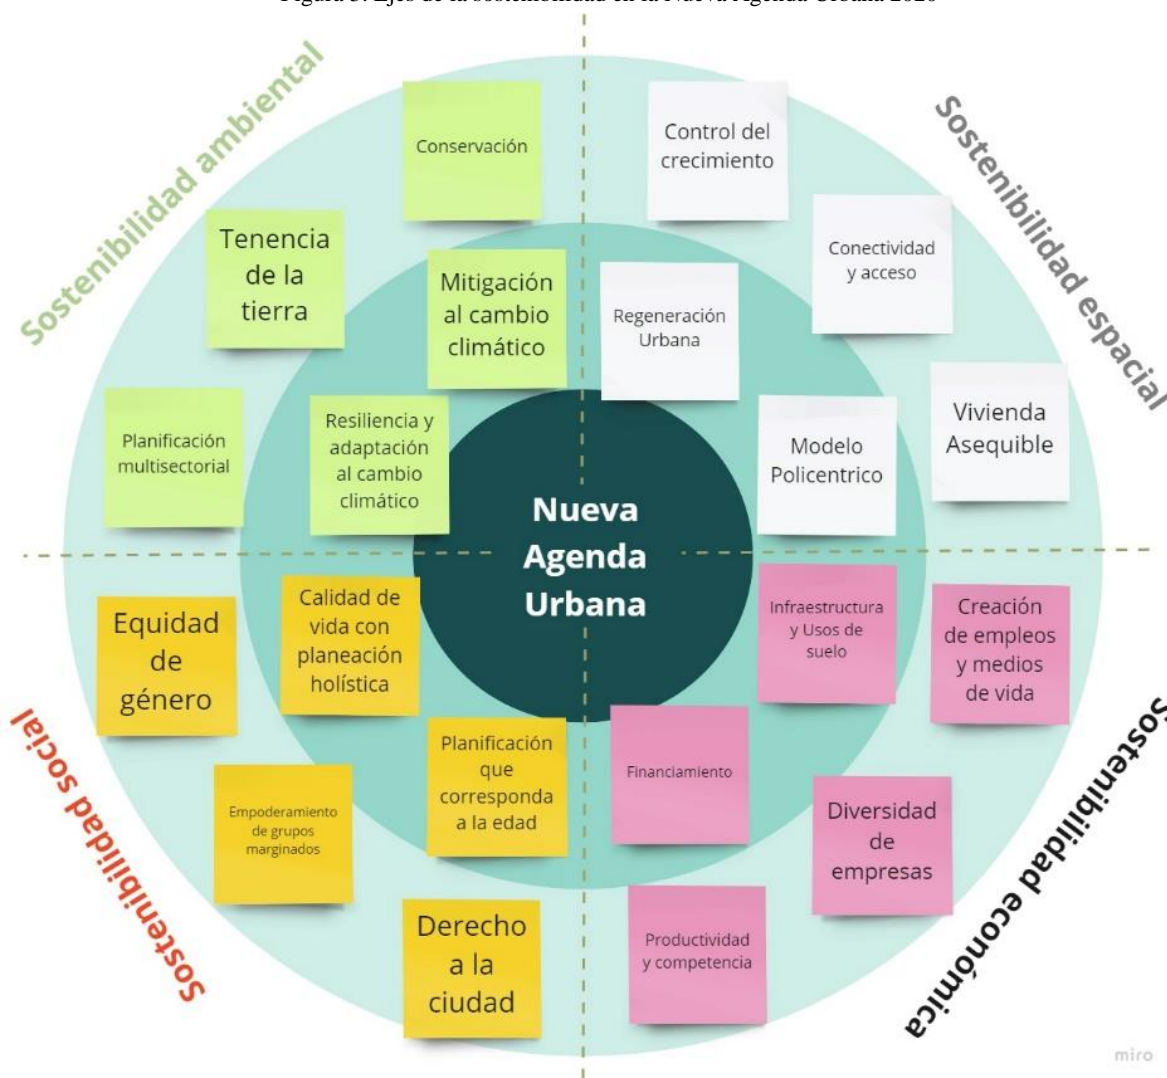 Figura 3. Ejes de la sostenibilidad en la Nueva Agenda Urbana 2020
Sostenibilidad ambiental
Sostenibilidad espacial
Conservación
Control del
crecimiento
Tenencia
de la
tierra
Mitigación
al cambio
climático
Regeneración
Urbana
Conectividad
y acceso
Planificación
multisectorial
Resiliencia y
adaptación
al cambio
climático
Modelo
Policentrico
Vivienda
Asequible
Nueva
Agenda
Urbana
Equidad
de
género
Calidad de
vida con
planeación
holística
Infraestructura
y Usos de
suelo
Creación
de empleos
y medios
de vida
Empoderamiento
de grupos
marginados
Planificación
que
corresponda
a la edad
Financiamiento
Diversidad
de
empresas
Derecho
a la
ciudad
Productividad
y competencia
Sostenibilidad social
Sostenibilidad económica
miro